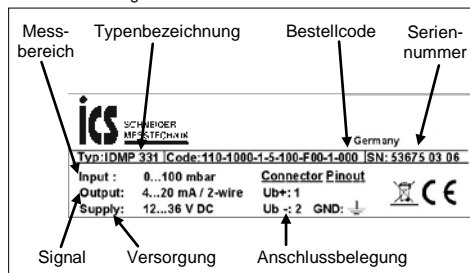 Mess-
bereich
Typenbezeichnung
Bestellcode
Serien-
nummer
ics
SCHNEIDER
MESSTECHNIK
Germany
Typ:IDMP 331 Code:110-1000-1-5-100-F00-1-000 SN: 53675 03 06
Input : 0...100 mbar Connector Pinout
Output: 4...20 mA / 2-wire Ub+: 1
Supply: 12...36 V DC Ub -: 2 GND:
CE
Signal
Versorgung
Anschlussbelegung